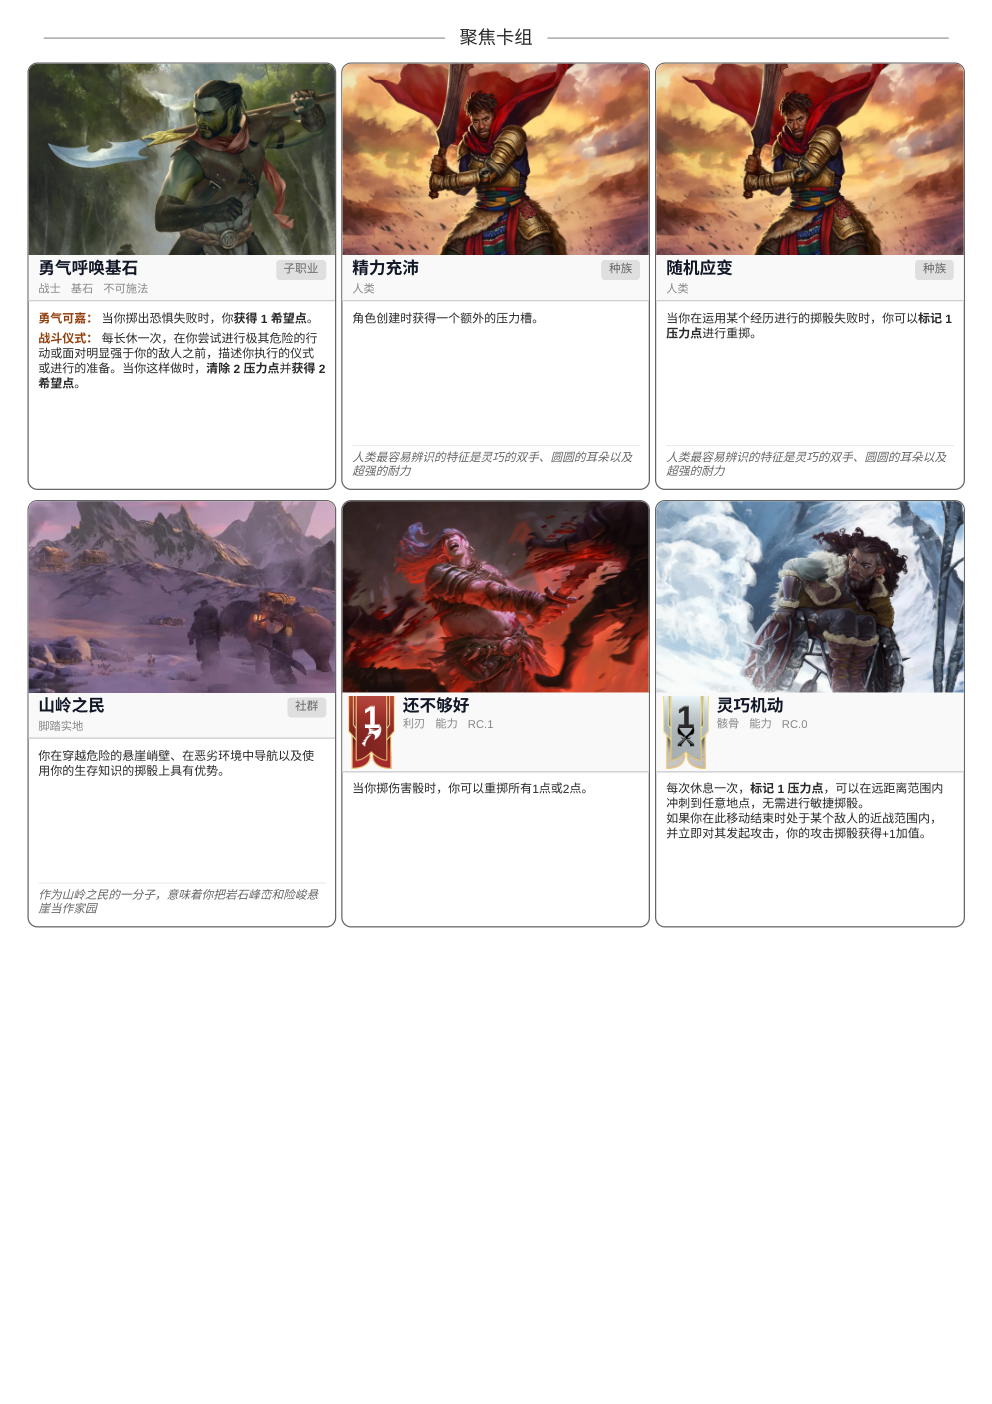 聚焦卡组
勇气呼唤基石 子职业
战士 基石 不可施法
勇气可嘉： 当你掷出恐惧失败时，你获得 1 希望点。
战斗仪式： 每长休一次，在你尝试进行极其危险的行
动或面对明显强于你的敌人之前，描述你执行的仪式
或进行的准备。当你这样做时，清除 2 压力点并获得 2
希望点。
精力充沛 种族
人类
角色创建时获得一个额外的压力槽。
人类最容易辨识的特征是灵巧的双手、圆圆的耳朵以及
超强的耐力
随机应变 种族
人类
当你在运用某个经历进行的掷骰失败时，你可以标记 1
压力点进行重掷。
人类最容易辨识的特征是灵巧的双手、圆圆的耳朵以及
超强的耐力
山岭之民 社群
脚踏实地
你在穿越危险的悬崖峭壁、在恶劣环境中导航以及使
用你的生存知识的掷骰上具有优势。
作为山岭之民的一分子，意味着你把岩石峰峦和险峻悬
崖当作家园
1
还不够好
利刃 能力 RC.1
当你掷伤害骰时，你可以重掷所有1点或2点。
1
灵巧机动
骸骨 能力 RC.0
每次休息一次，标记 1 压力点，可以在远距离范围内
冲刺到任意地点，无需进行敏捷掷骰。
如果你在此移动结束时处于某个敌人的近战范围内，
并立即对其发起攻击，你的攻击掷骰获得+1加值。